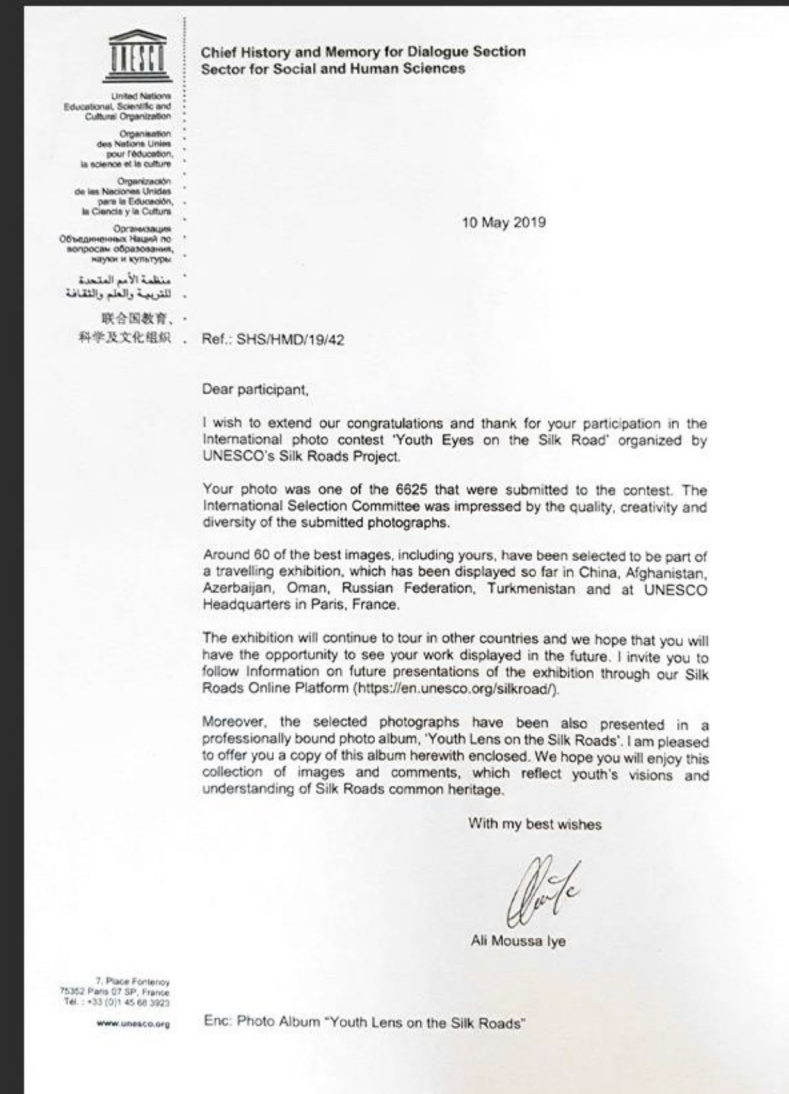 UNESCO
Chief History and Memory for Dialogue Section
Sector for Social and Human Sciences
United Nations
Educational, Scientific and
Cultural Organization
Organisation
des Nations Unies
pour l'éducation,
la science et la culture
Organización
de las Naciones Unidas
para la Educación,
la Ciencia y la Cultura
Организация
Объединенных Наций по
вопросам образования,
науки и культуры
منظمة الأمم المتحدة
للتربية والعلم والثقافة
联合国教育、
科学及文化组织
10 May 2019
Ref.: SHS/HMD/19/42
Dear participant,
I wish to extend our congratulations and thank for your participation in the
International photo contest 'Youth Eyes on the Silk Road' organized by
UNESCO's Silk Roads Project.
Your photo was one of the 6625 that were submitted to the contest. The
International Selection Committee was impressed by the quality, creativity and
diversity of the submitted photographs.
Around 60 of the best images, including yours, have been selected to be part of
a travelling exhibition, which has been displayed so far in China, Afghanistan,
Azerbaijan, Oman, Russian Federation, Turkmenistan and at UNESCO
Headquarters in Paris, France.
The exhibition will continue to tour in other countries and we hope that you will
have the opportunity to see your work displayed in the future. I invite you to
follow Information on future presentations of the exhibition through our Silk
Roads Online Platform (https://en.unesco.org/silkroad/).
Moreover, the selected photographs have been also presented in a
professionally bound photo album, 'Youth Lens on the Silk Roads'. I am pleased
to offer you a copy of this album herewith enclosed. We hope you will enjoy this
collection of images and comments, which reflect youth's visions and
understanding of Silk Roads common heritage.
With my best wishes
Ali Moussa Iye
7, Place Fontenoy
75352 Paris 07 SP, France
Tél. : +33 (0)1 45 68 3923
www.unesco.org
Enc: Photo Album "Youth Lens on the Silk Roads"